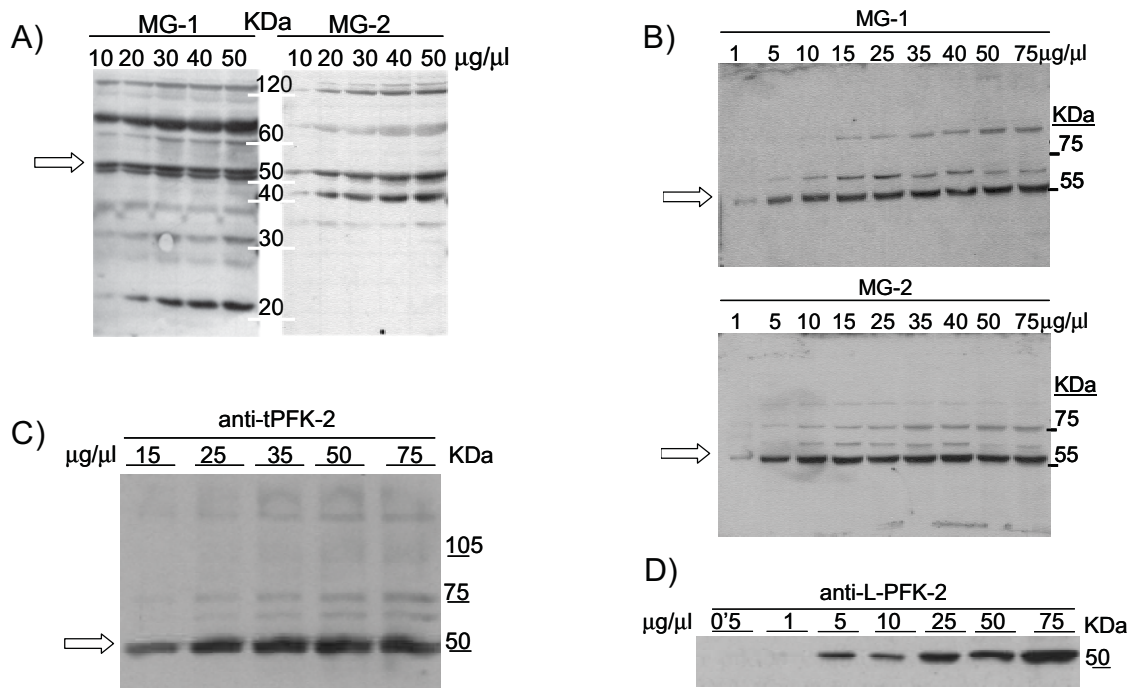 A)
MG-1 KDa MG-2
10 20 30 40 50 10 20 30 40 50 µg/µl
120
60
50
40
30
20
B)
MG-1
1 5 10 15 25 35 40 50 75µg/µl
KDa
75
55
MG-2
1 5 10 15 25 35 40 50 75µg/µl
KDa
75
55
C)
anti-tPFK-2
µg/µl 15 25 35 50 75 KDa
105
75
50
D)
anti-L-PFK-2
µg/µl 0'5 1 5 10 25 50 75 KDa
50